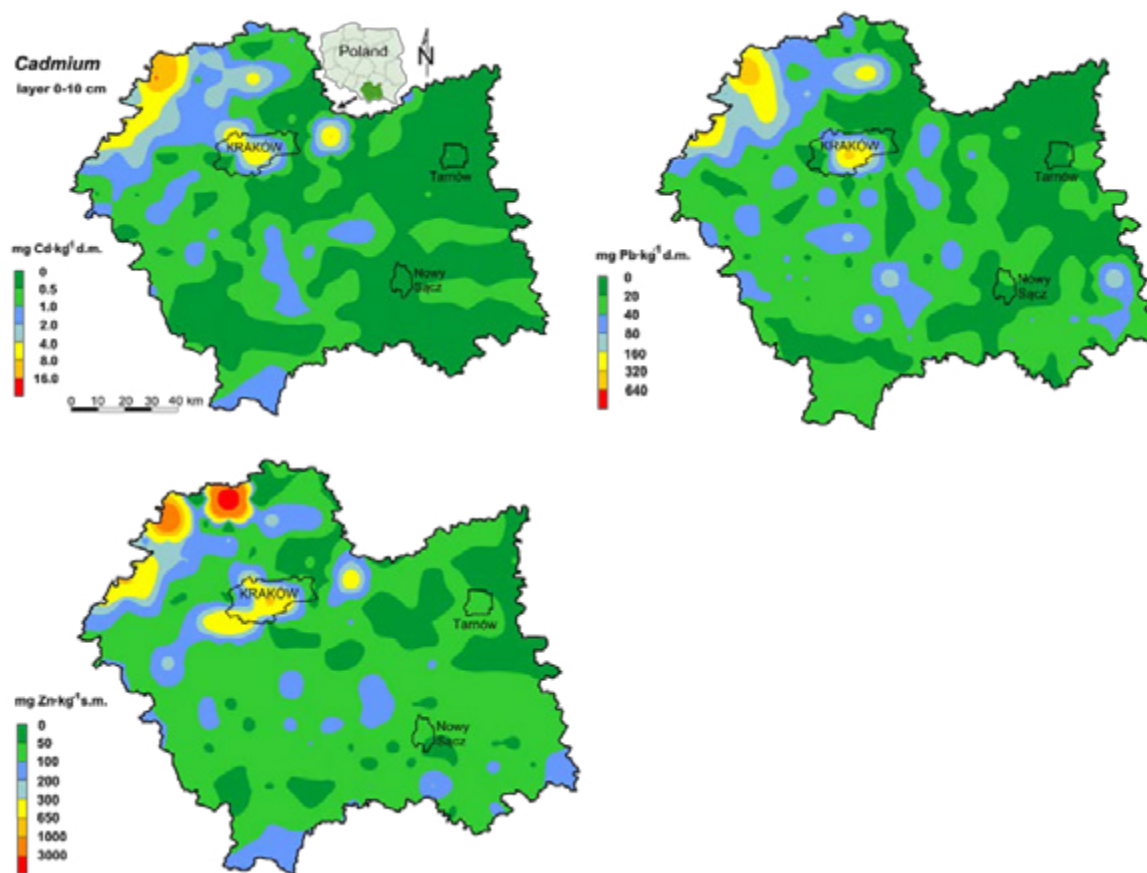 Cadmium
layer 0-10 cm
Poland
N
KRAKÓW
Tarnów
Nowy
Sącz
mg Cd·kg⁻¹ d.m.
0
0.5
1.0
2.0
4.0
8.0
16.0
0 10 20 30 40 km
KRAKÓW
Tarnów
Nowy
Sącz
mg Pb·kg⁻¹ d.m.
0
20
40
80
160
320
640
KRAKÓW
Tarnów
Nowy
Sącz
mg Zn·kg⁻¹ s.m.
0
50
100
200
300
650
1000
3000